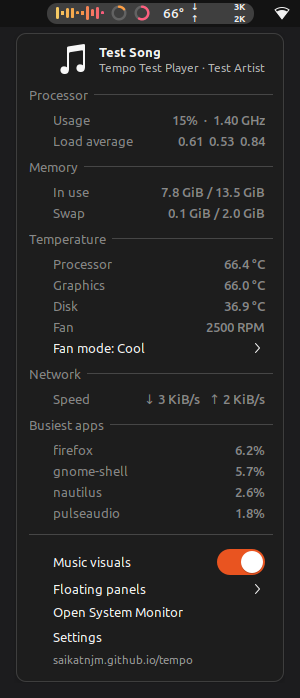 66° ↓ 3K
↑ 2K
Test Song
Tempo Test Player · Test Artist
Processor
Usage 15% · 1.40 GHz
Load average 0.61 0.53 0.84
Memory
In use 7.8 GiB / 13.5 GiB
Swap 0.1 GiB / 2.0 GiB
Temperature
Processor 66.4 °C
Graphics 66.0 °C
Disk 36.9 °C
Fan 2500 RPM
Fan mode: Cool
Network
Speed ↓ 3 KiB/s ↑ 2 KiB/s
Busiest apps
firefox 6.2%
gnome-shell 5.7%
nautilus 2.6%
pulseaudio 1.8%
Music visuals
Floating panels
Open System Monitor
Settings
saikatnjm.github.io/tempo